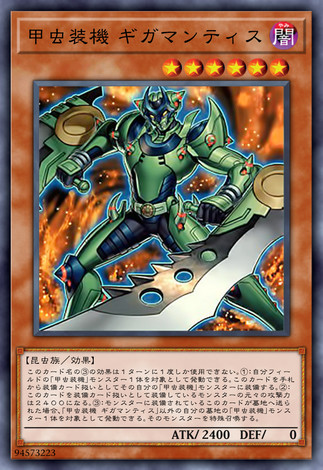 甲虫装機 ギガマンティス
闇
やみ
【昆虫族／効果】
このカード名の③の効果は１ターンに１度しか使用できない。①：自分フィ
ールドの「甲虫装機」モンスター１体を対象として発動できる。このカードを手札
から装備カード扱いとしてその自分の「甲虫装機」モンスターに装備する。②：
このカードを装備カード扱いとして装備しているモンスターの元々の攻撃力
は２４００になる。③：モンスターに装備されているこのカードが墓地へ送ら
れた場合、「甲虫装機 ギガマンティス」以外の自分の墓地の「甲虫装機」モンス
ター１体を対象として発動できる。そのモンスターを特殊召喚する。
ATK/ 2400 DEF/ 0
94573223